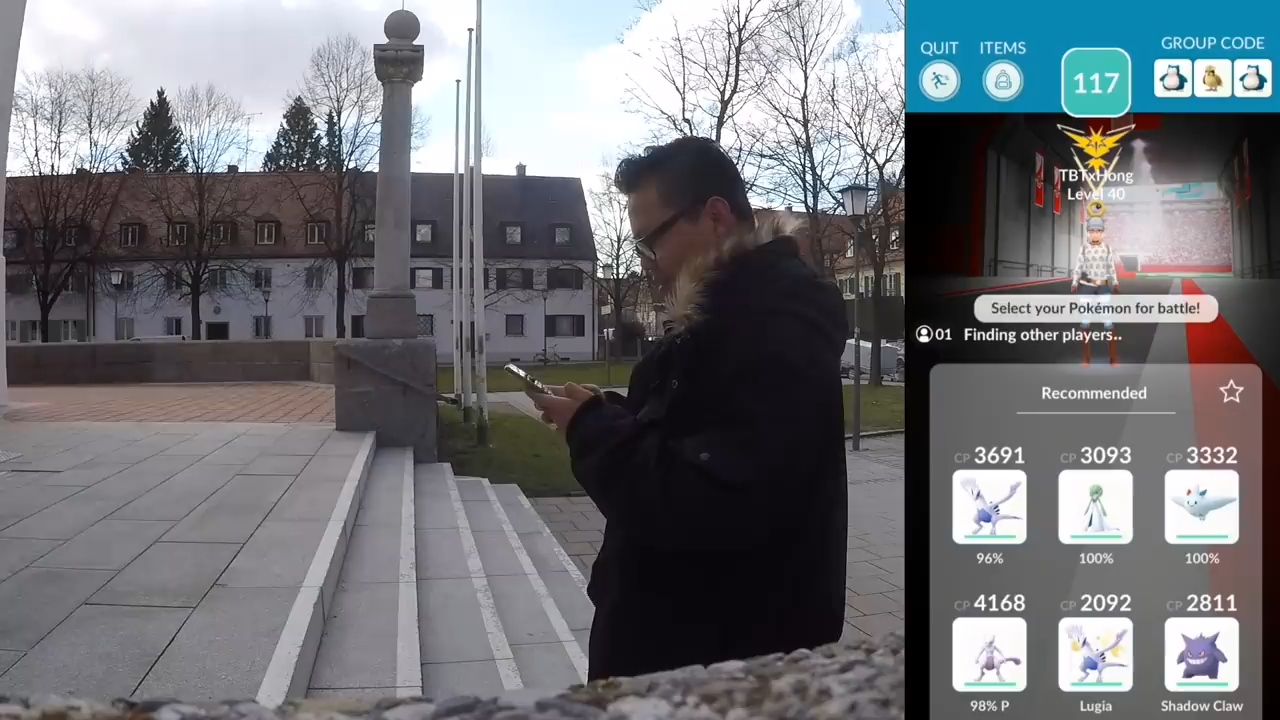 QUIT
ITEMS
117
GROUP CODE
TBTxHong
Level 40
Select your Pokémon for battle!
01 Finding other players..
Recommended
CP 3691
CP 3093
CP 3332
96%
100%
100%
CP 4168
CP 2092
CP 2811
98% P
Lugia
Shadow Claw